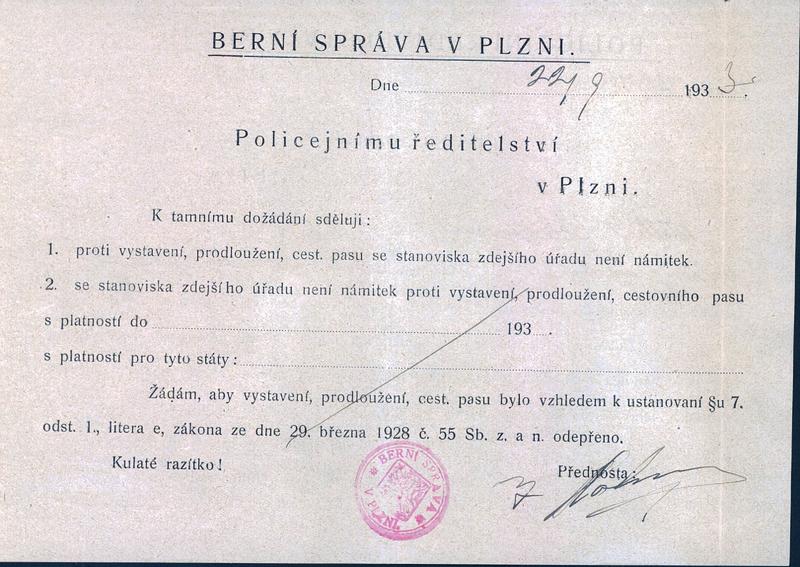 BERNÍ SPRÁVA V PLZNI.
Dne 22/9 1933.
Policejnímu ředitelství
v Plzni.
K tamnímu dožádání sděluji:
1. proti vystavení, prodloužení, cest. pasu se stanoviska zdejšího úřadu není námitek.
2. se stanoviska zdejšího úřadu není námitek proti vystavení, prodloužení, cestovního pasu
s platností do 193 .
s platností pro tyto státy:
Žádám, aby vystavení, prodloužení, cest. pasu bylo vzhledem k ustanovaní §u 7.
odst. 1., litera e, zákona ze dne 29. března 1928 č. 55 Sb. z. a n. odepřeno.
Kulaté razítko!
Přednosta:
BERNÍ SPRÁVA
V PLZNI